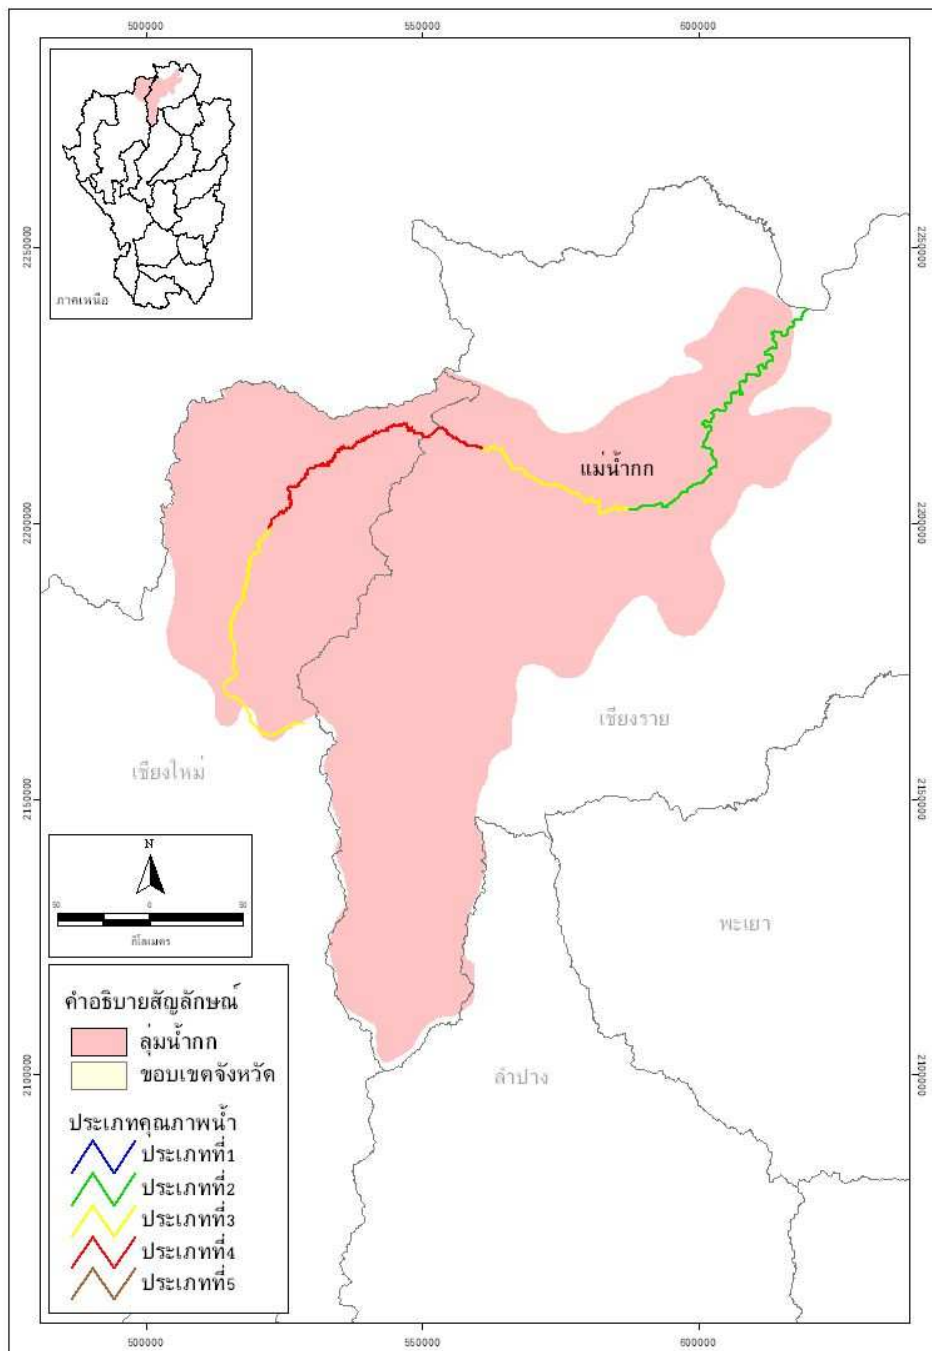 500000
550000
600000
ภาคเหนือ
2250000
2250000
แม่น้ำกก
2200000
2200000
เชียงราย
เชียงใหม่
2150000
2150000
N
50
0
50
กิโลเมตร
พะเยา
คำอธิบายสัญลักษณ์
ลุ่มน้ำกก
ขอบเขตจังหวัด
ลำปาง
2100000
2100000
ประเภทคุณภาพน้ำ
ประเภทที่1
ประเภทที่2
ประเภทที่3
ประเภทที่4
ประเภทที่5
500000
550000
600000